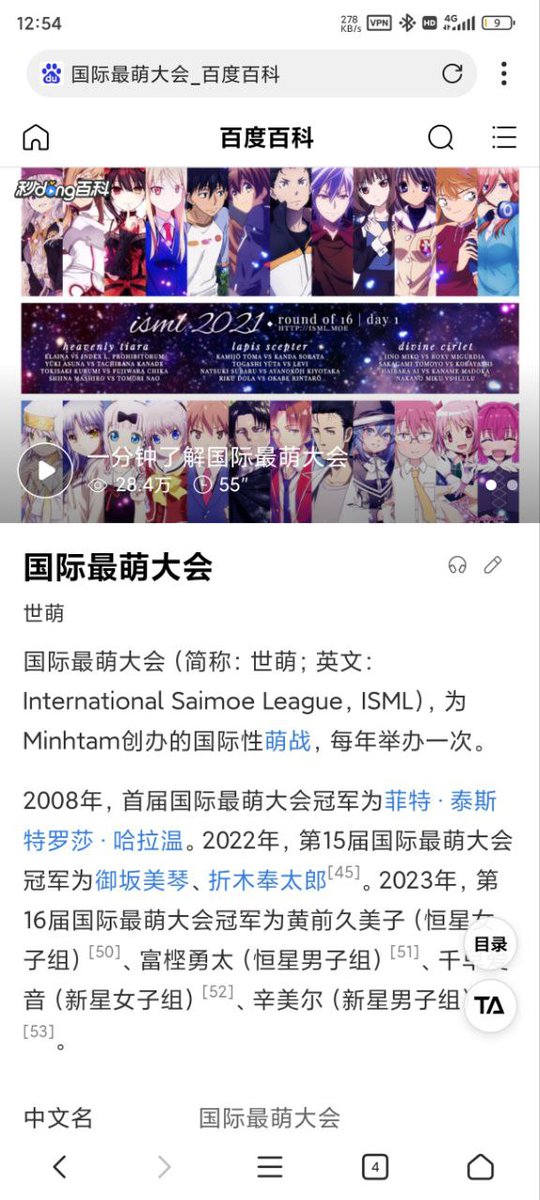 12:54
278 KB/s VPN HD 4G 9
国际最萌大会_百度百科
百度百科
秒dong百科
isml 2021 round of 16 | day 1
HTTP://ISML.MOE
heavenly tiara
ELAINA VS INDEX L. PROHIBITORUM
YUKI ASUNA VS TACHIBANA KANADE
TOKISAKI KURUMI VS FUJIWARA CHIKA
SHIINA MASHIRO VS TOMORI NAO
lapis scepter
KAMIJO TOMA VS KANDA SORATA
TOGASHI YUTA VS LEVI
NATSUKI SUBARU VS AYANOKOJI KIYOTAKA
RIKU DOLA VS OKABE RINTARO
divine circlet
IINO MIKO VS ROXY MIGURDIA
SAKAGAMI TOMOYO VS KOBAYASHI
HAIBARA AI VS KANAME MADOKA
NAKANO MIKU VS LULU
一分钟了解国际最萌大会
28.4万 55″
国际最萌大会
世萌
国际最萌大会（简称：世萌；英文：
International Saimoe League，ISML），为
Minhtam创办的国际性萌战，每年举办一次。
2008年，首届国际最萌大会冠军为菲特·泰斯
特罗莎·哈拉温。2022年，第15届国际最萌大会
冠军为御坂美琴、折木奉太郎[45]。2023年，第
16届国际最萌大会冠军为黄前久美子（恒星女
子组）[50]、富樫勇太（恒星男子组）[51]、千早爱
音（新星女子组）[52]、辛美尔（新星男子组）
[53]。
目录
TA
中文名 国际最萌大会
4